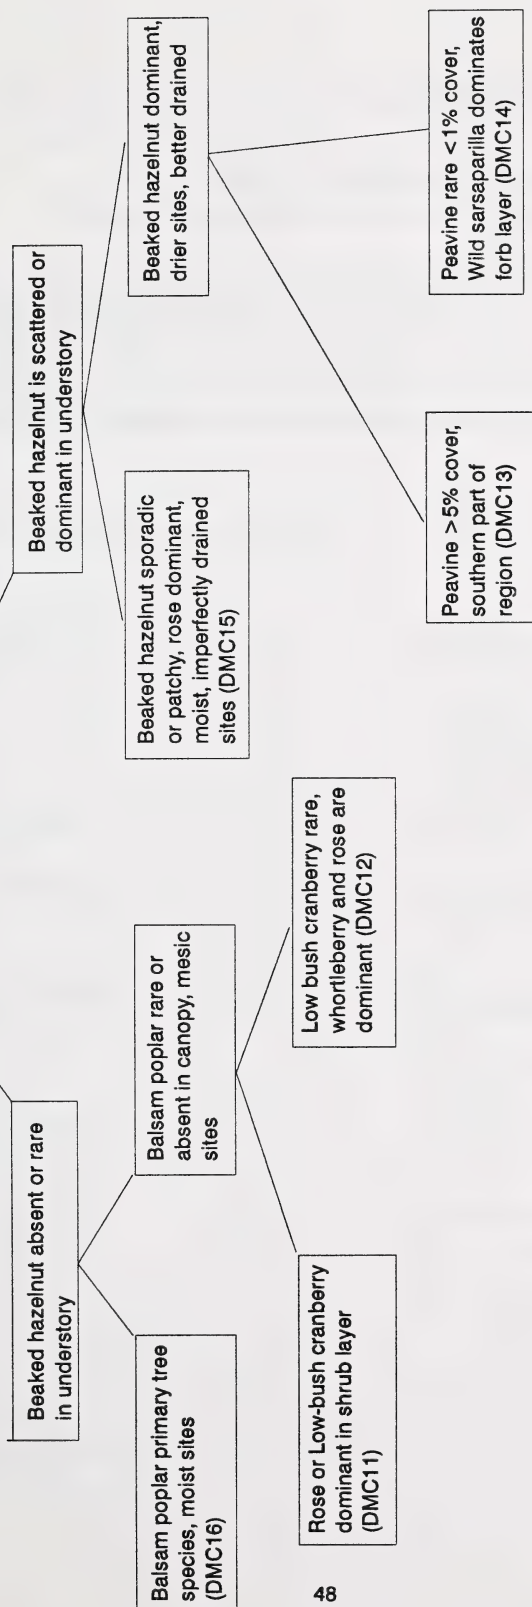 Beaked hazelnut absent or rare
in understory
Beaked hazelnut is scattered or
dominant in understory
Balsam poplar primary tree
species, moist sites
(DMC16)
Balsam poplar rare or
absent in canopy, mesic
sites
Beaked hazelnut sporadic
or patchy, rose dominant,
moist, imperfectly drained
sites (DMC15)
Beaked hazelnut dominant,
drier sites, better drained
Rose or Low-bush cranberry
dominant in shrub layer
(DMC11)
Low bush cranberry rare,
whortleberry and rose are
dominant (DMC12)
Peavine >5% cover,
southern part of
region (DMC13)
Peavine rare <1% cover,
Wild sarsaparilla dominates
forb layer (DMC14)
48